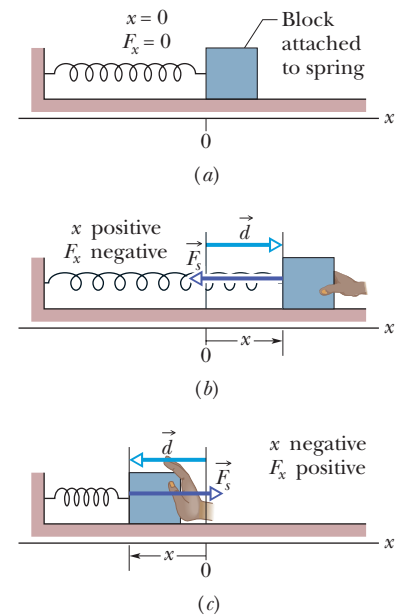 x = 0
F_x = 0
Block
attached
to spring
x
0
(a)
x positive
F_x negative
d
F_s
x
x
0
(b)
d
x negative
F_x positive
F_s
x
x
0
(c)